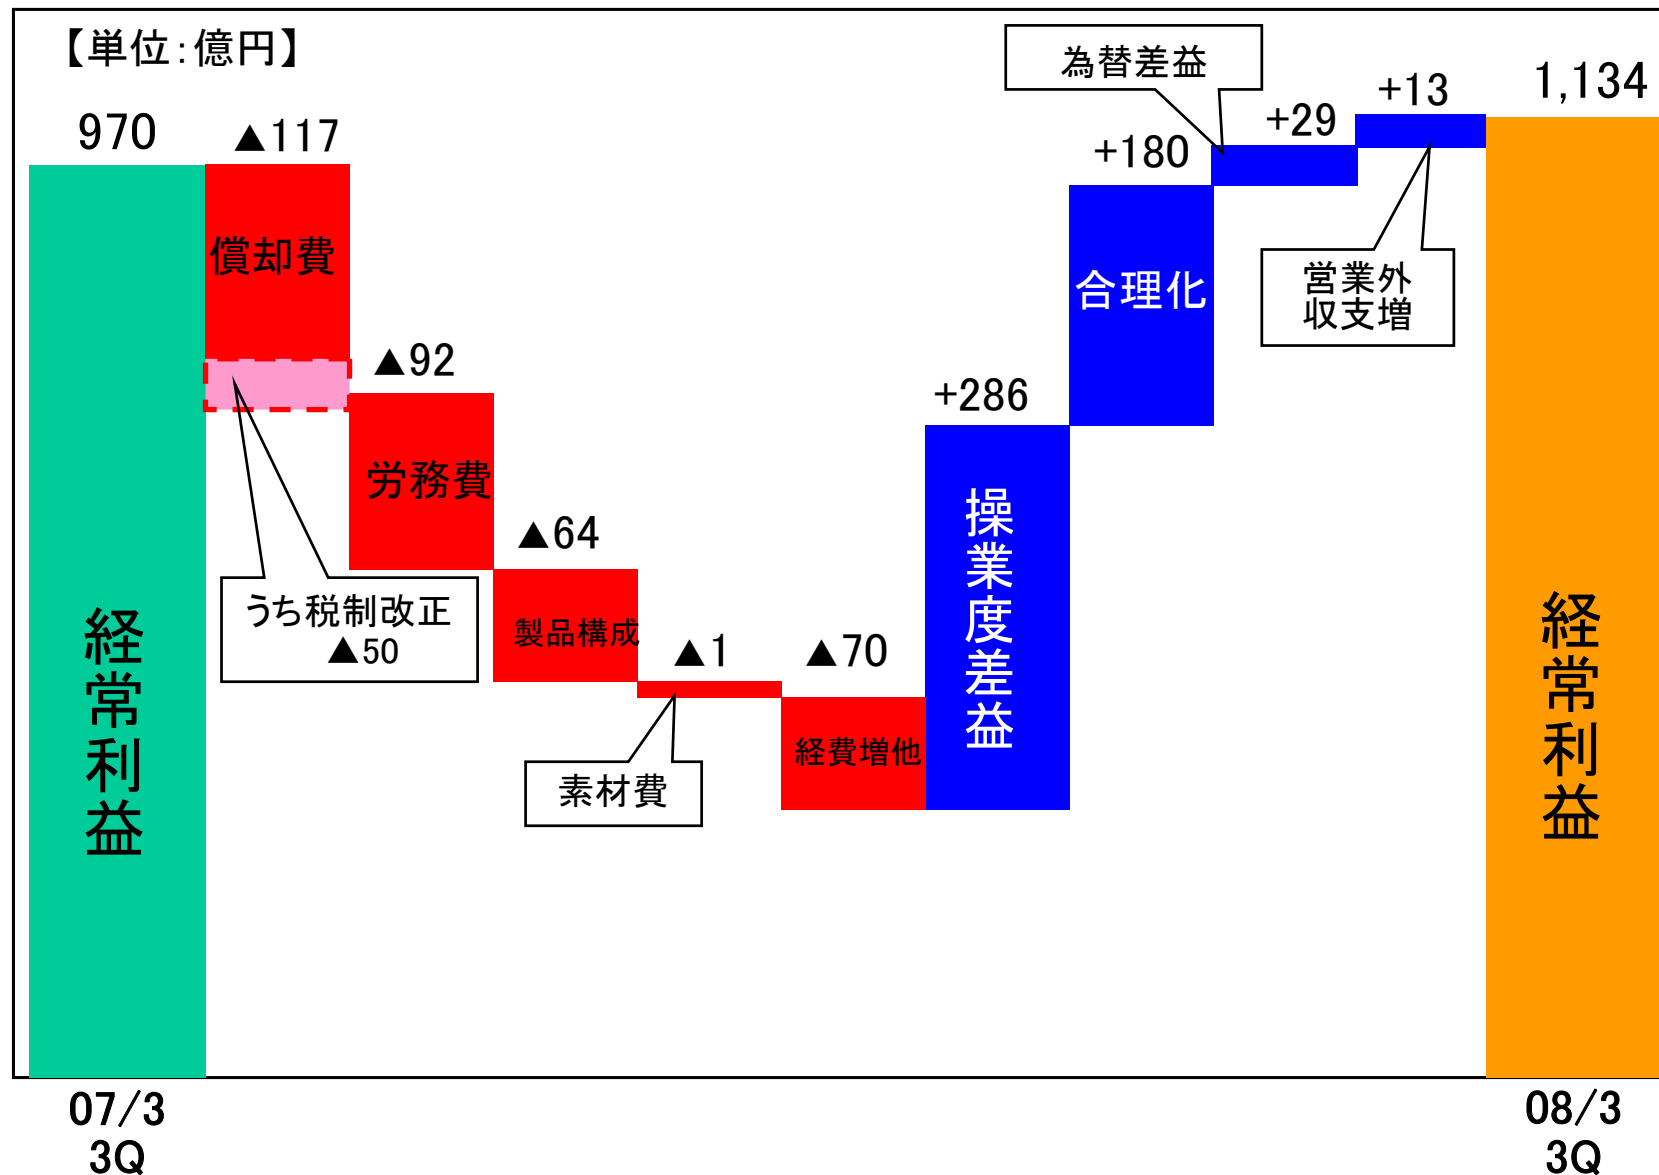 【単位：億円】
970
▲117
償却費
うち税制改正
▲50
▲92
労務費
▲64
製品構成
▲1
素材費
▲70
経費増他
+286
操業度差益
+180
合理化
為替差益
+29
+13
営業外
収支増
1,134
経常利益
経常利益
07/3
3Q
08/3
3Q